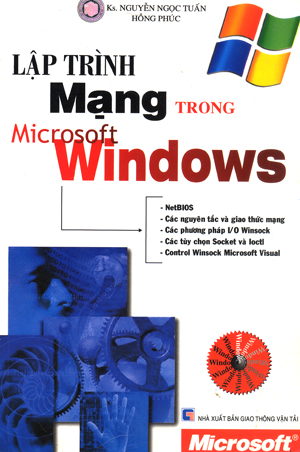 Ks. NGUYỄN NGỌC TUẤN
HỒNG PHÚC
LẬP TRÌNH
Mạng TRONG
Microsoft
Windows
- NetBIOS
- Các nguyên tắc và giao thức mạng
- Các phương pháp I/O Winsock
- Các tùy chọn Socket và Ioctl
- Control Winsock Microsoft Visual
Windows
NHÀ XUẤT BẢN GIAO THÔNG VẬN TẢI
Microsoft®